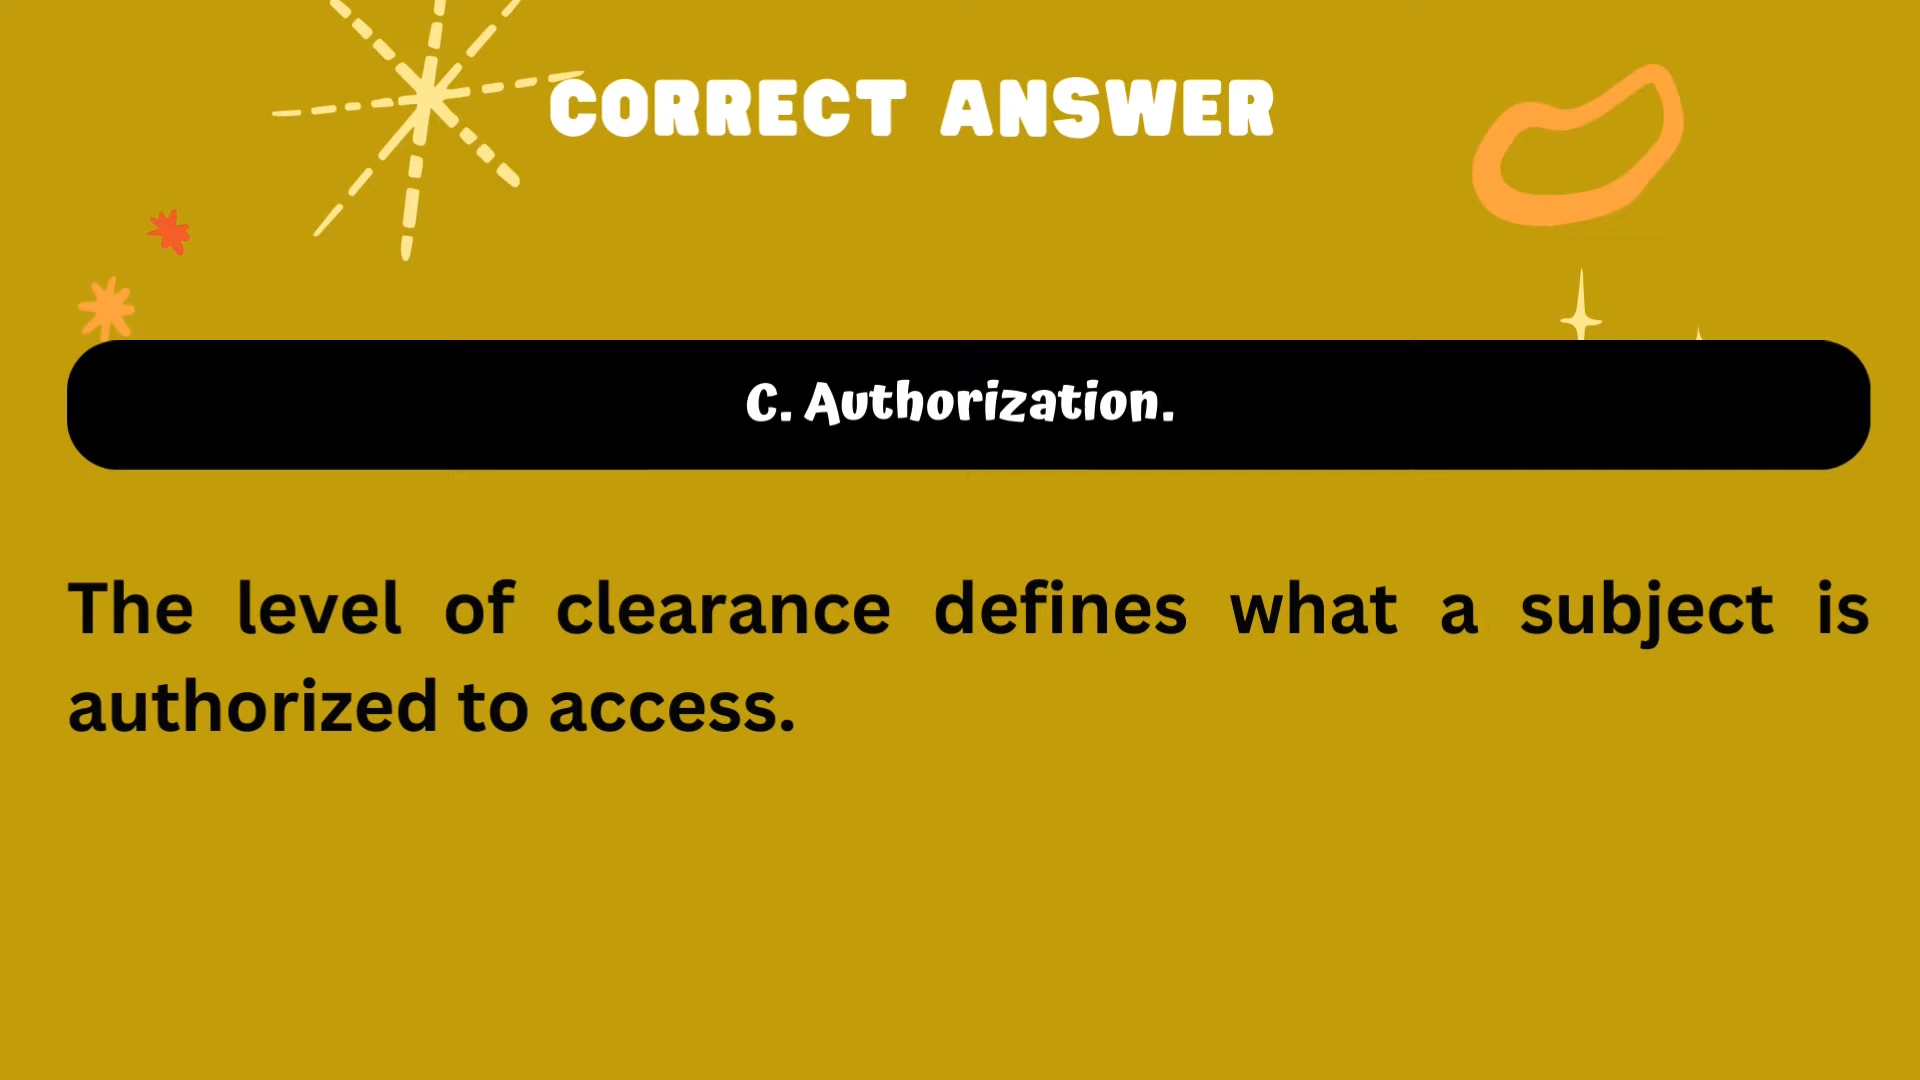 CORRECT ANSWER
C. Authorization.
The level of clearance defines what a subject is
authorized to access.